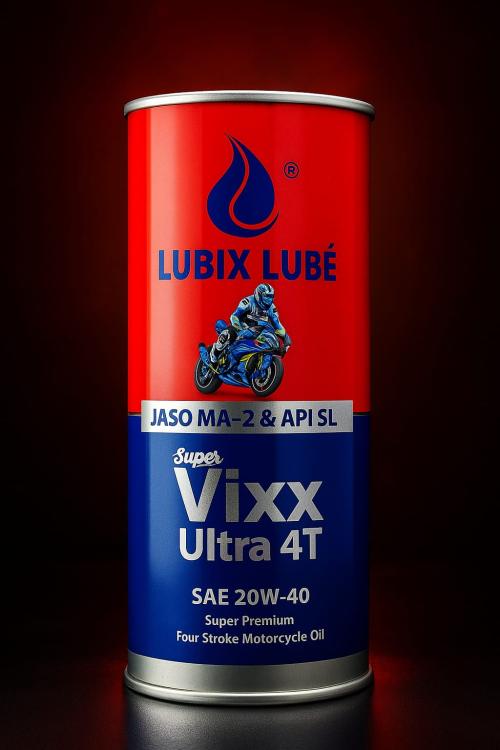 ®
LUBIX LUBÉ
JASO MA-2 & API SL
Super
Vixx
Ultra 4T
SAE 20W-40
Super Premium
Four Stroke Motorcycle Oil